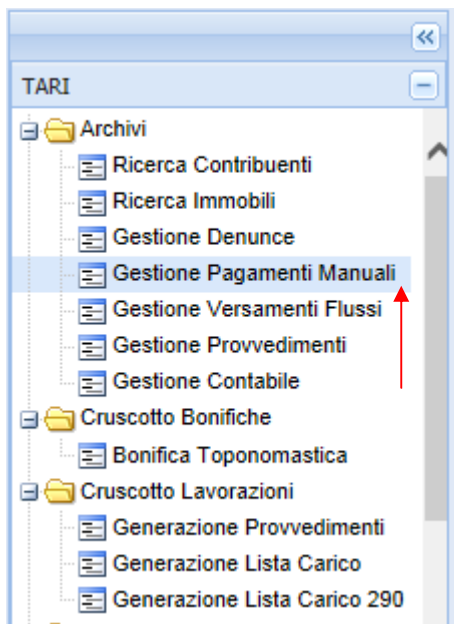 TARI
Archivi
Ricerca Contribuenti
Ricerca Immobili
Gestione Denunce
Gestione Pagamenti Manuali
Gestione Versamenti Flussi
Gestione Provvedimenti
Gestione Contabile
Cruscotto Bonifiche
Bonifica Toponomastica
Cruscotto Lavorazioni
Generazione Provvedimenti
Generazione Lista Carico
Generazione Lista Carico 290